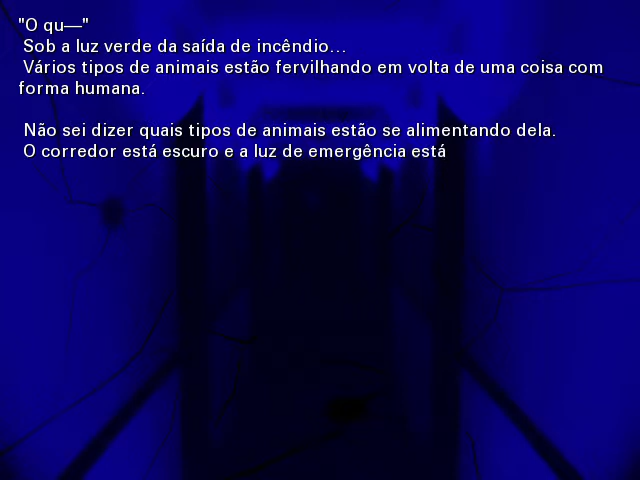 "O qu—"
Sob a luz verde da saída de incêndio…
Vários tipos de animais estão fervilhando em volta de uma coisa com
forma humana.
Não sei dizer quais tipos de animais estão se alimentando dela.
O corredor está escuro e a luz de emergência está